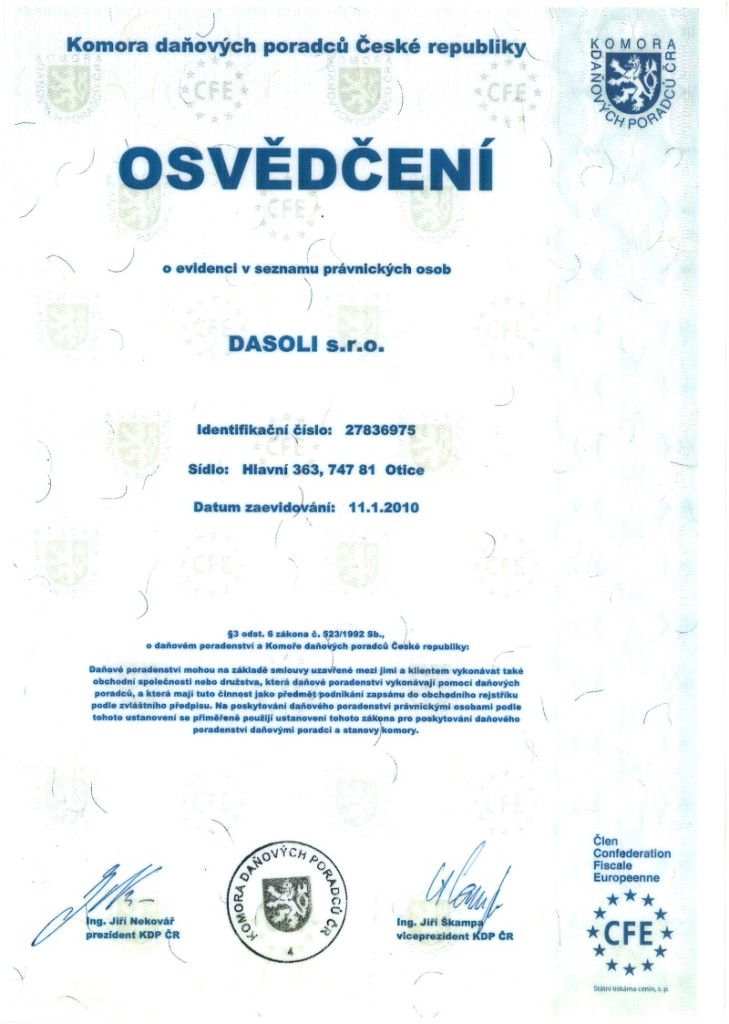 Komora daňových poradců České republiky
KOMORA
DAŇOVÝCH PORADCŮ ČR
OSVĚDČENÍ
o evidenci v seznamu právnických osob
DASOLI s.r.o.
Identifikační číslo: 27836975
Sídlo: Hlavní 363, 747 81 Otice
Datum zaevidování: 11.1.2010
§3 odst. 6 zákona č. 523/1992 Sb.,
o daňovém poradenství a Komoře daňových poradců České republiky:
Daňové poradenství mohou na základě smlouvy uzavřené mezi jimi a klientem vykonávat také
obchodní společnosti nebo družstva, která daňové poradenství vykonávají pomocí daňových
poradců, a která mají tuto činnost jako předmět podnikání zapsánu do obchodního rejstříku
podle zvláštního předpisu. Na poskytování daňového poradenství právnickými osobami podle
tohoto ustanovení se přiměřeně použijí ustanovení tohoto zákona pro poskytování daňového
poradenství daňovými poradci a stanovy komory.
Ing. Jiří Nekovář
prezident KDP ČR
KOMORA DAŇOVÝCH PORADCŮ ČR
4
Ing. Jiří Škampa
viceprezident KDP ČR
Člen
Confederation
Fiscale
Europeenne
CFE
Státní tiskárna cenin, s. p.